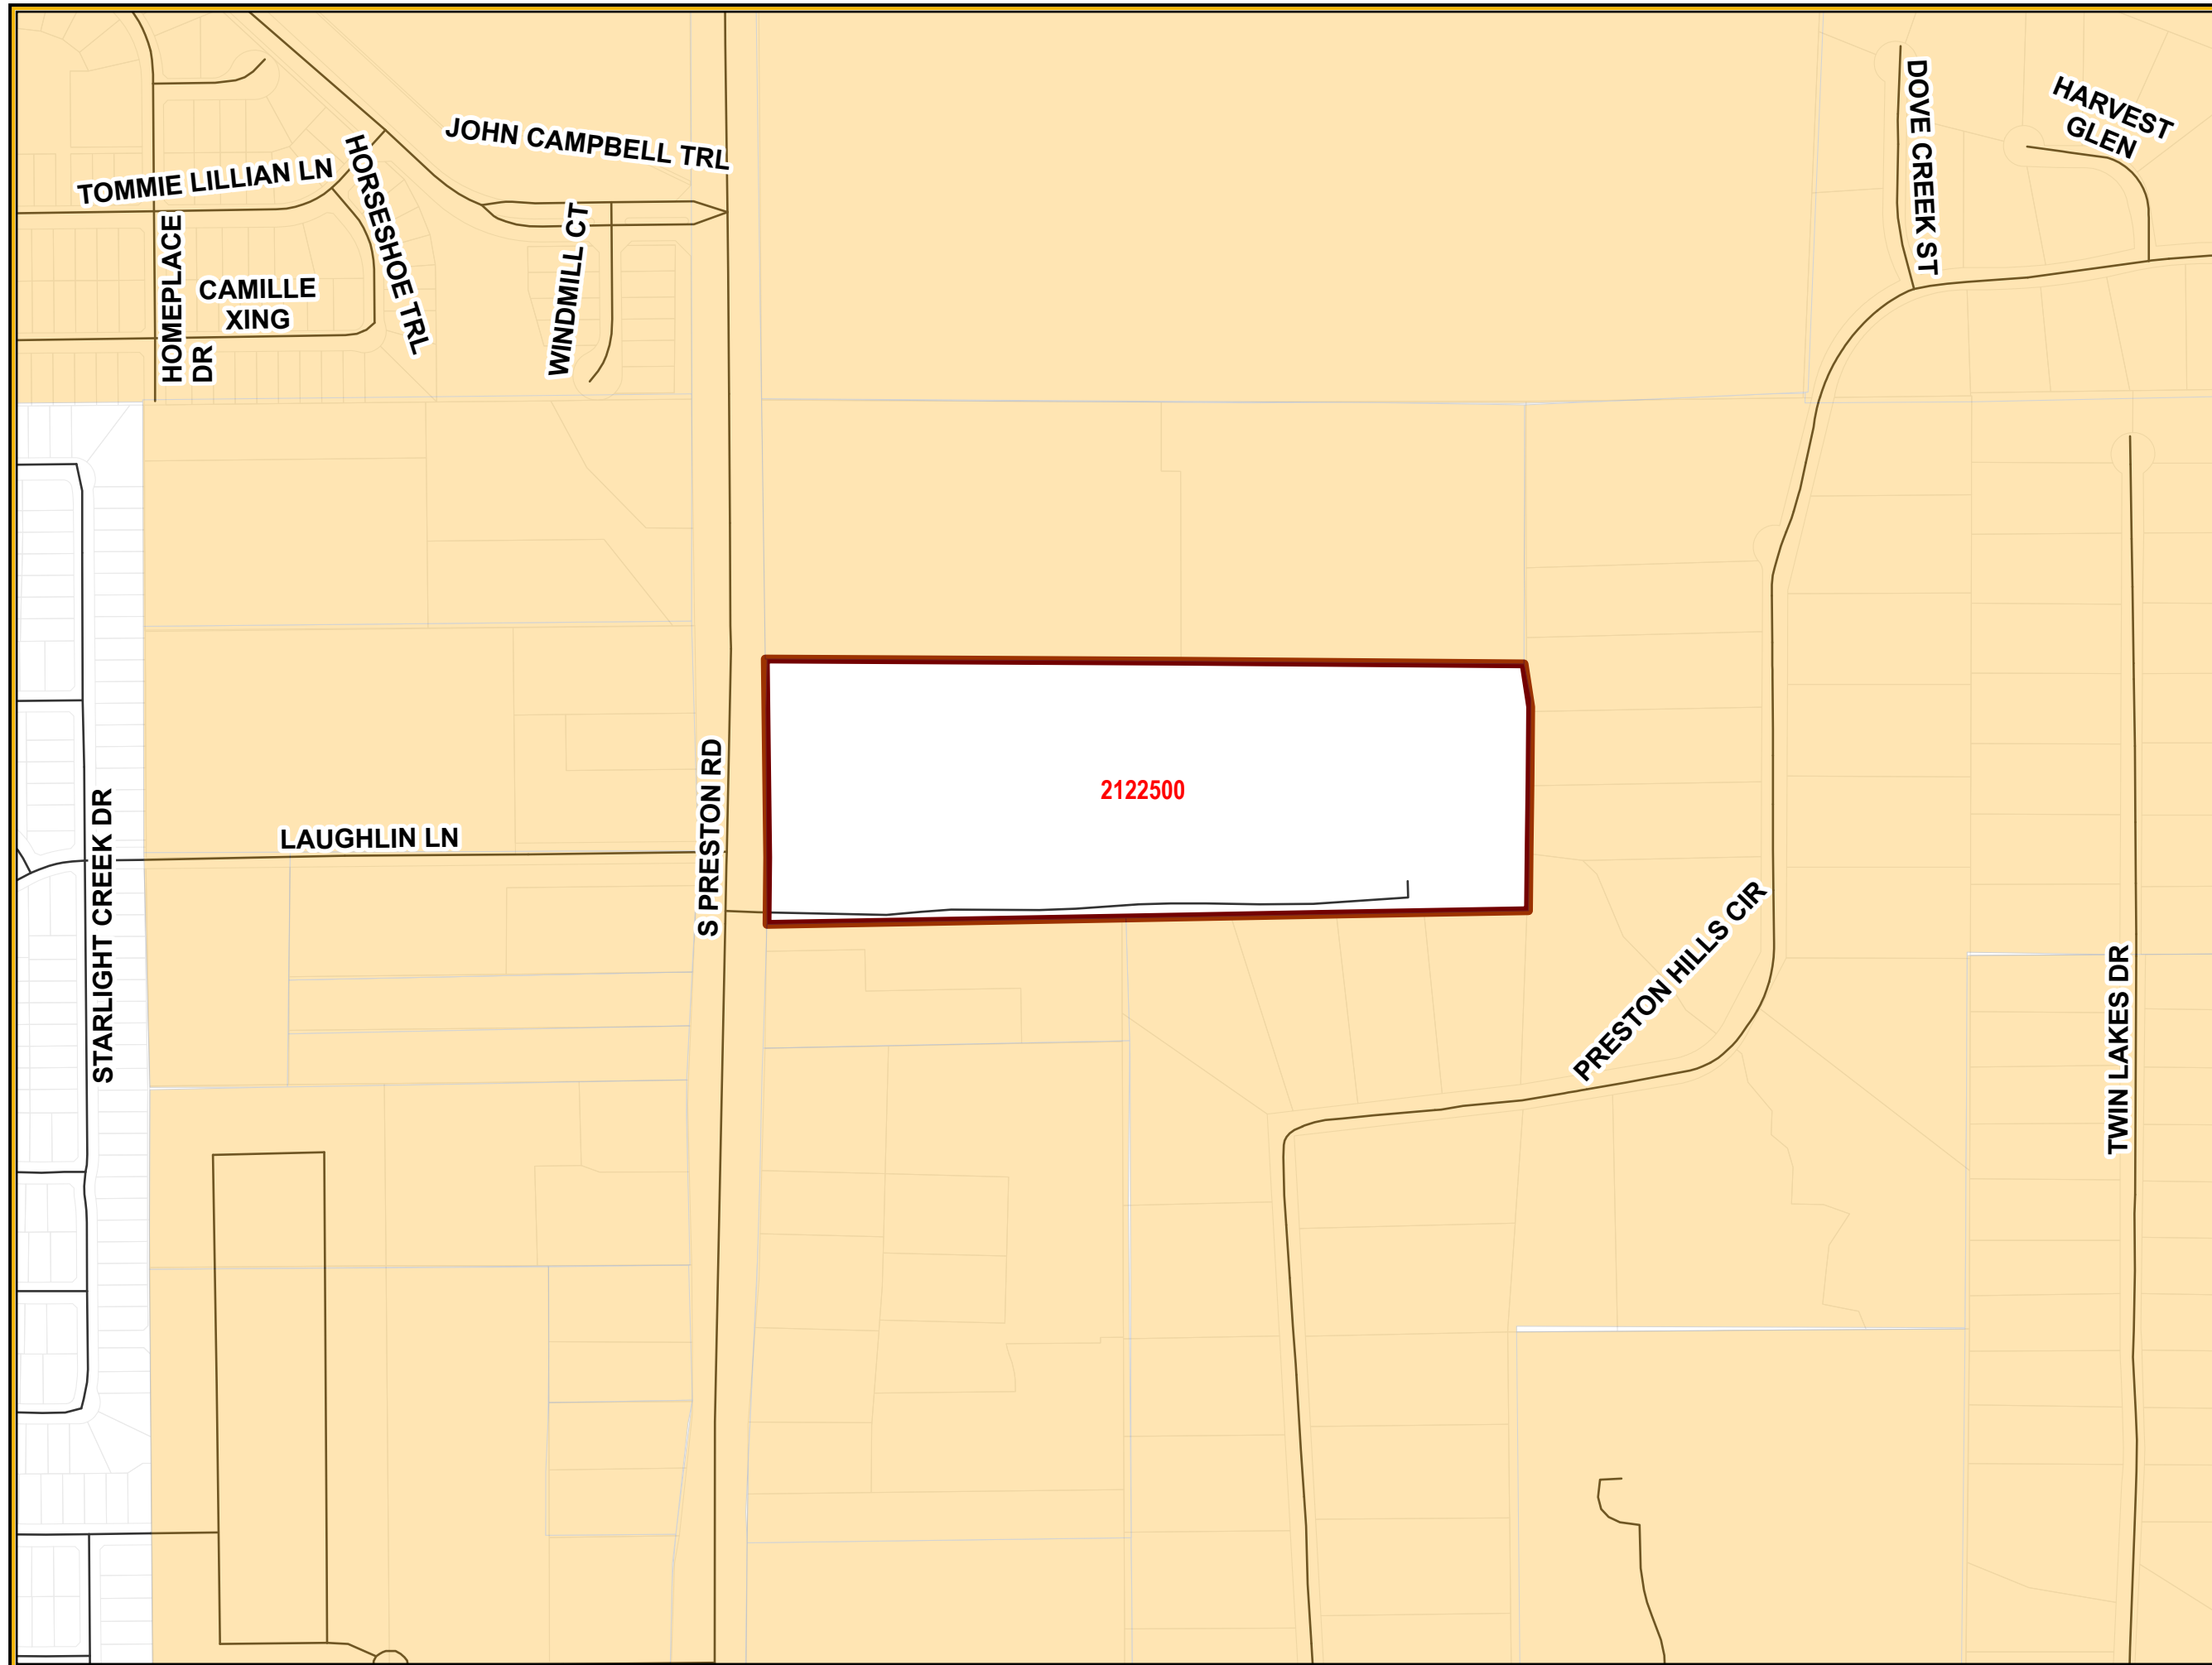 DOVE CREEK ST
HARVEST
GLEN
JOHN CAMPBELL TRL
TOMMIE LILLIAN LN
HORSESHOE TRL
HOMEPLACE
DR
CAMILLE
XING
WINDMILL CT
S PRESTON RD
2122500
LAUGHLIN LN
STARLIGHT CREEK DR
PRESTON HILLS CIR
TWIN LAKES DR